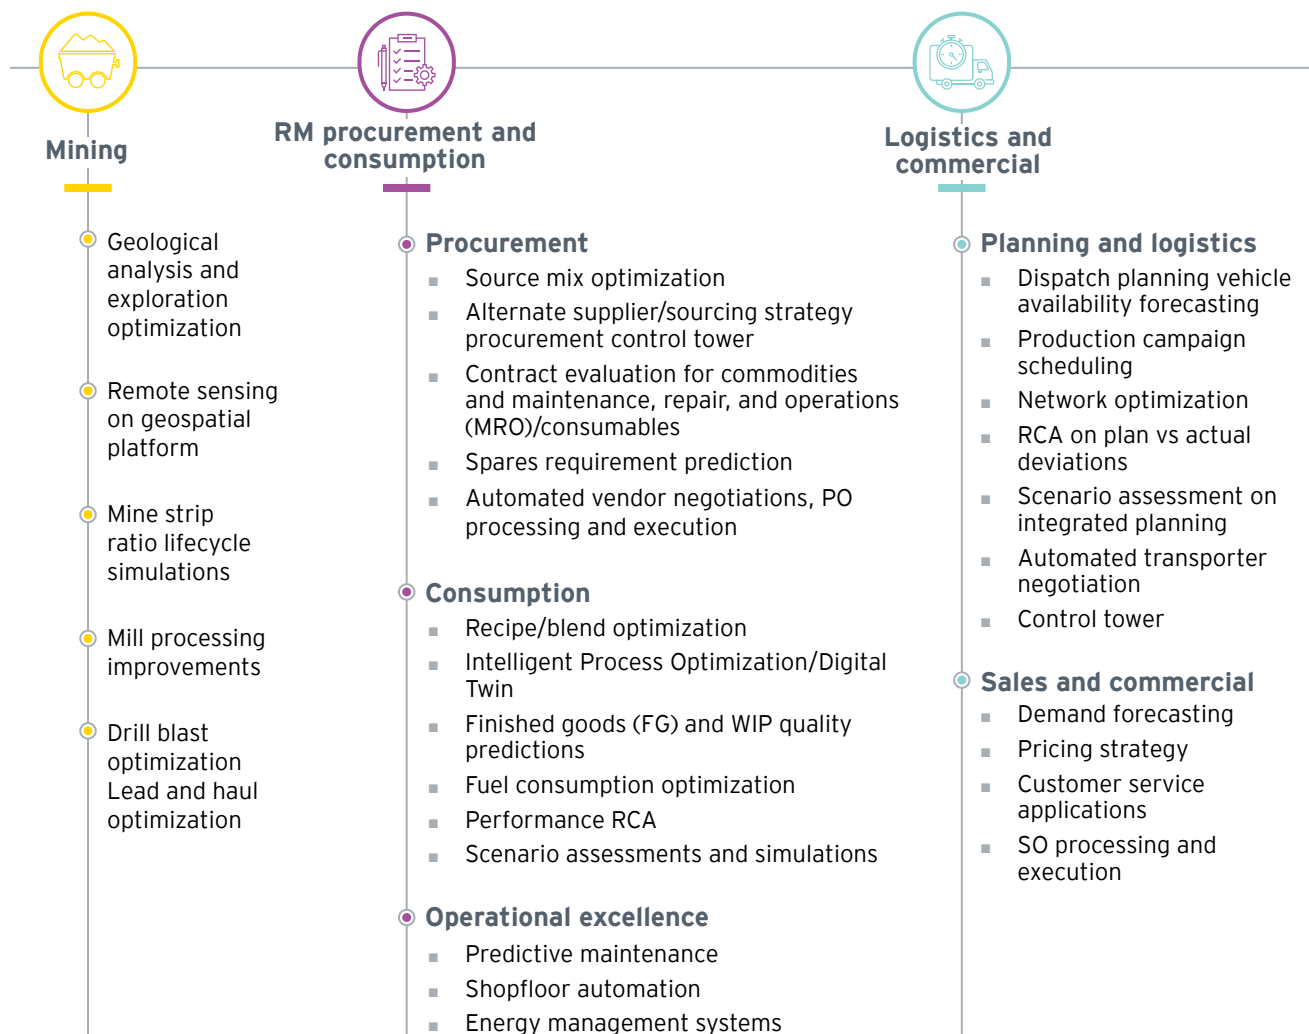 Mining
Geological
analysis and
exploration
optimization
Remote sensing
on geospatial
platform
Mine strip
ratio lifecycle
simulations
Mill processing
improvements
Drill blast
optimization
Lead and haul
optimization
RM procurement and
consumption
Procurement
Source mix optimization
Alternate supplier/sourcing strategy
procurement control tower
Contract evaluation for commodities
and maintenance, repair, and operations
(MRO)/consumables
Spares requirement prediction
Automated vendor negotiations, PO
processing and execution
Consumption
Recipe/blend optimization
Intelligent Process Optimization/Digital
Twin
Finished goods (FG) and WIP quality
predictions
Fuel consumption optimization
Performance RCA
Scenario assessments and simulations
Operational excellence
Predictive maintenance
Shopfloor automation
Energy management systems
Logistics and
commercial
Planning and logistics
Dispatch planning vehicle
availability forecasting
Production campaign
scheduling
Network optimization
RCA on plan vs actual
deviations
Scenario assessment on
integrated planning
Automated transporter
negotiation
Control tower
Sales and commercial
Demand forecasting
Pricing strategy
Customer service
applications
SO processing and
execution